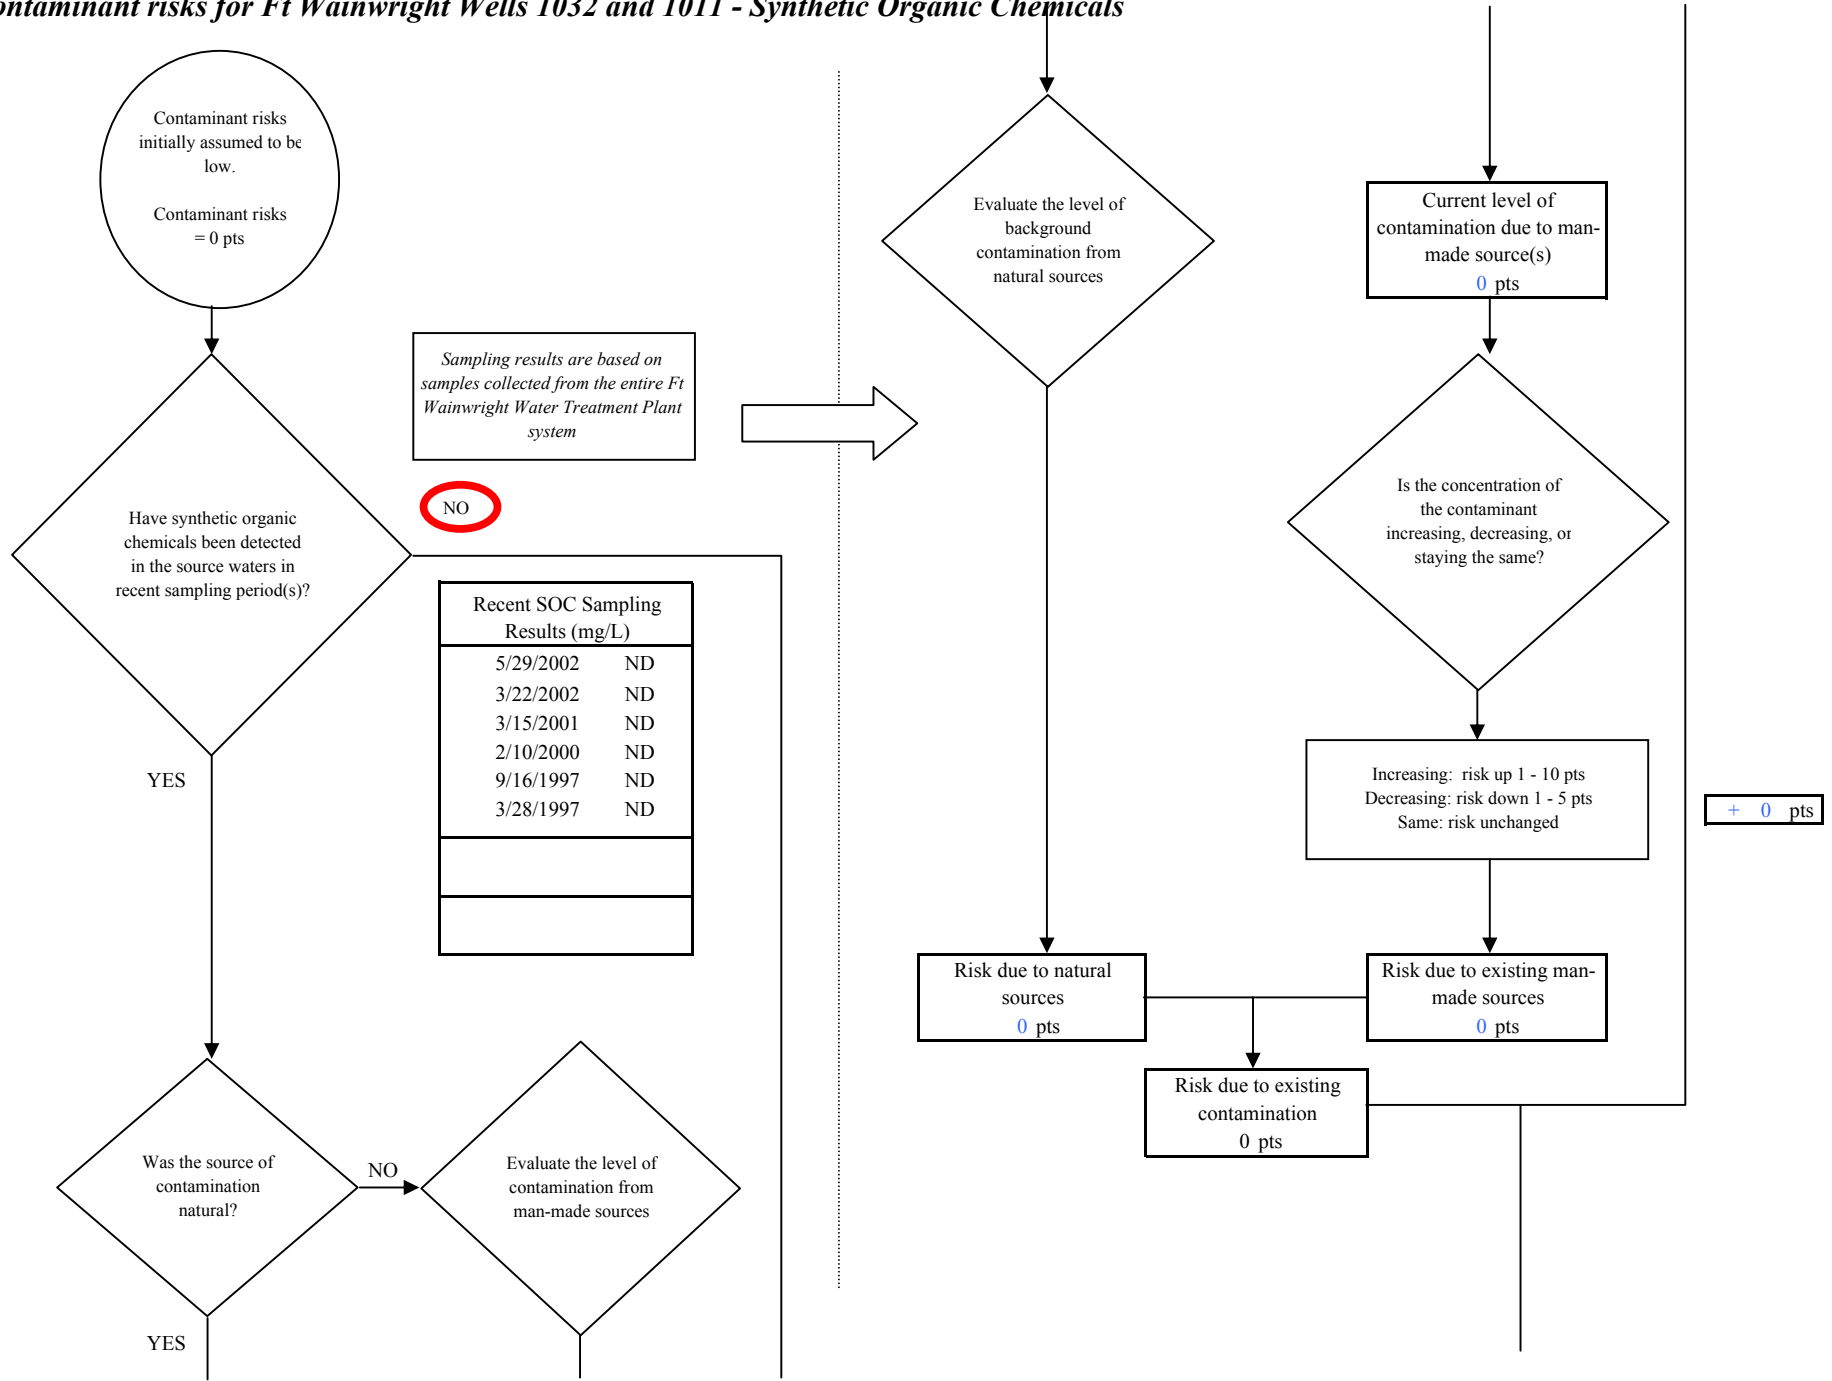 ontaminant risks for Ft Wainwright Wells 1032 and 1011 - Synthetic Organic Chemicals
Contaminant risks
initially assumed to be
low.
Contaminant risks
= 0 pts
Sampling results are based on
samples collected from the entire Ft
Wainwright Water Treatment Plant
system
NO
Have synthetic organic
chemicals been detected
in the source waters in
recent sampling period(s)?
Recent SOC Sampling
Results (mg/L)
5/29/2002 ND
3/22/2002 ND
3/15/2001 ND
2/10/2000 ND
9/16/1997 ND
3/28/1997 ND
YES
Was the source of
contamination
natural?
NO
Evaluate the level of
contamination from
man-made sources
YES
Evaluate the level of
background
contamination from
natural sources
Current level of
contamination due to man-
made source(s)
0 pts
Is the concentration of
the contaminant
increasing, decreasing, or
staying the same?
Increasing: risk up 1 - 10 pts
Decreasing: risk down 1 - 5 pts
Same: risk unchanged
+ 0 pts
Risk due to natural
sources
0 pts
Risk due to existing man-
made sources
0 pts
Risk due to existing
contamination
0 pts